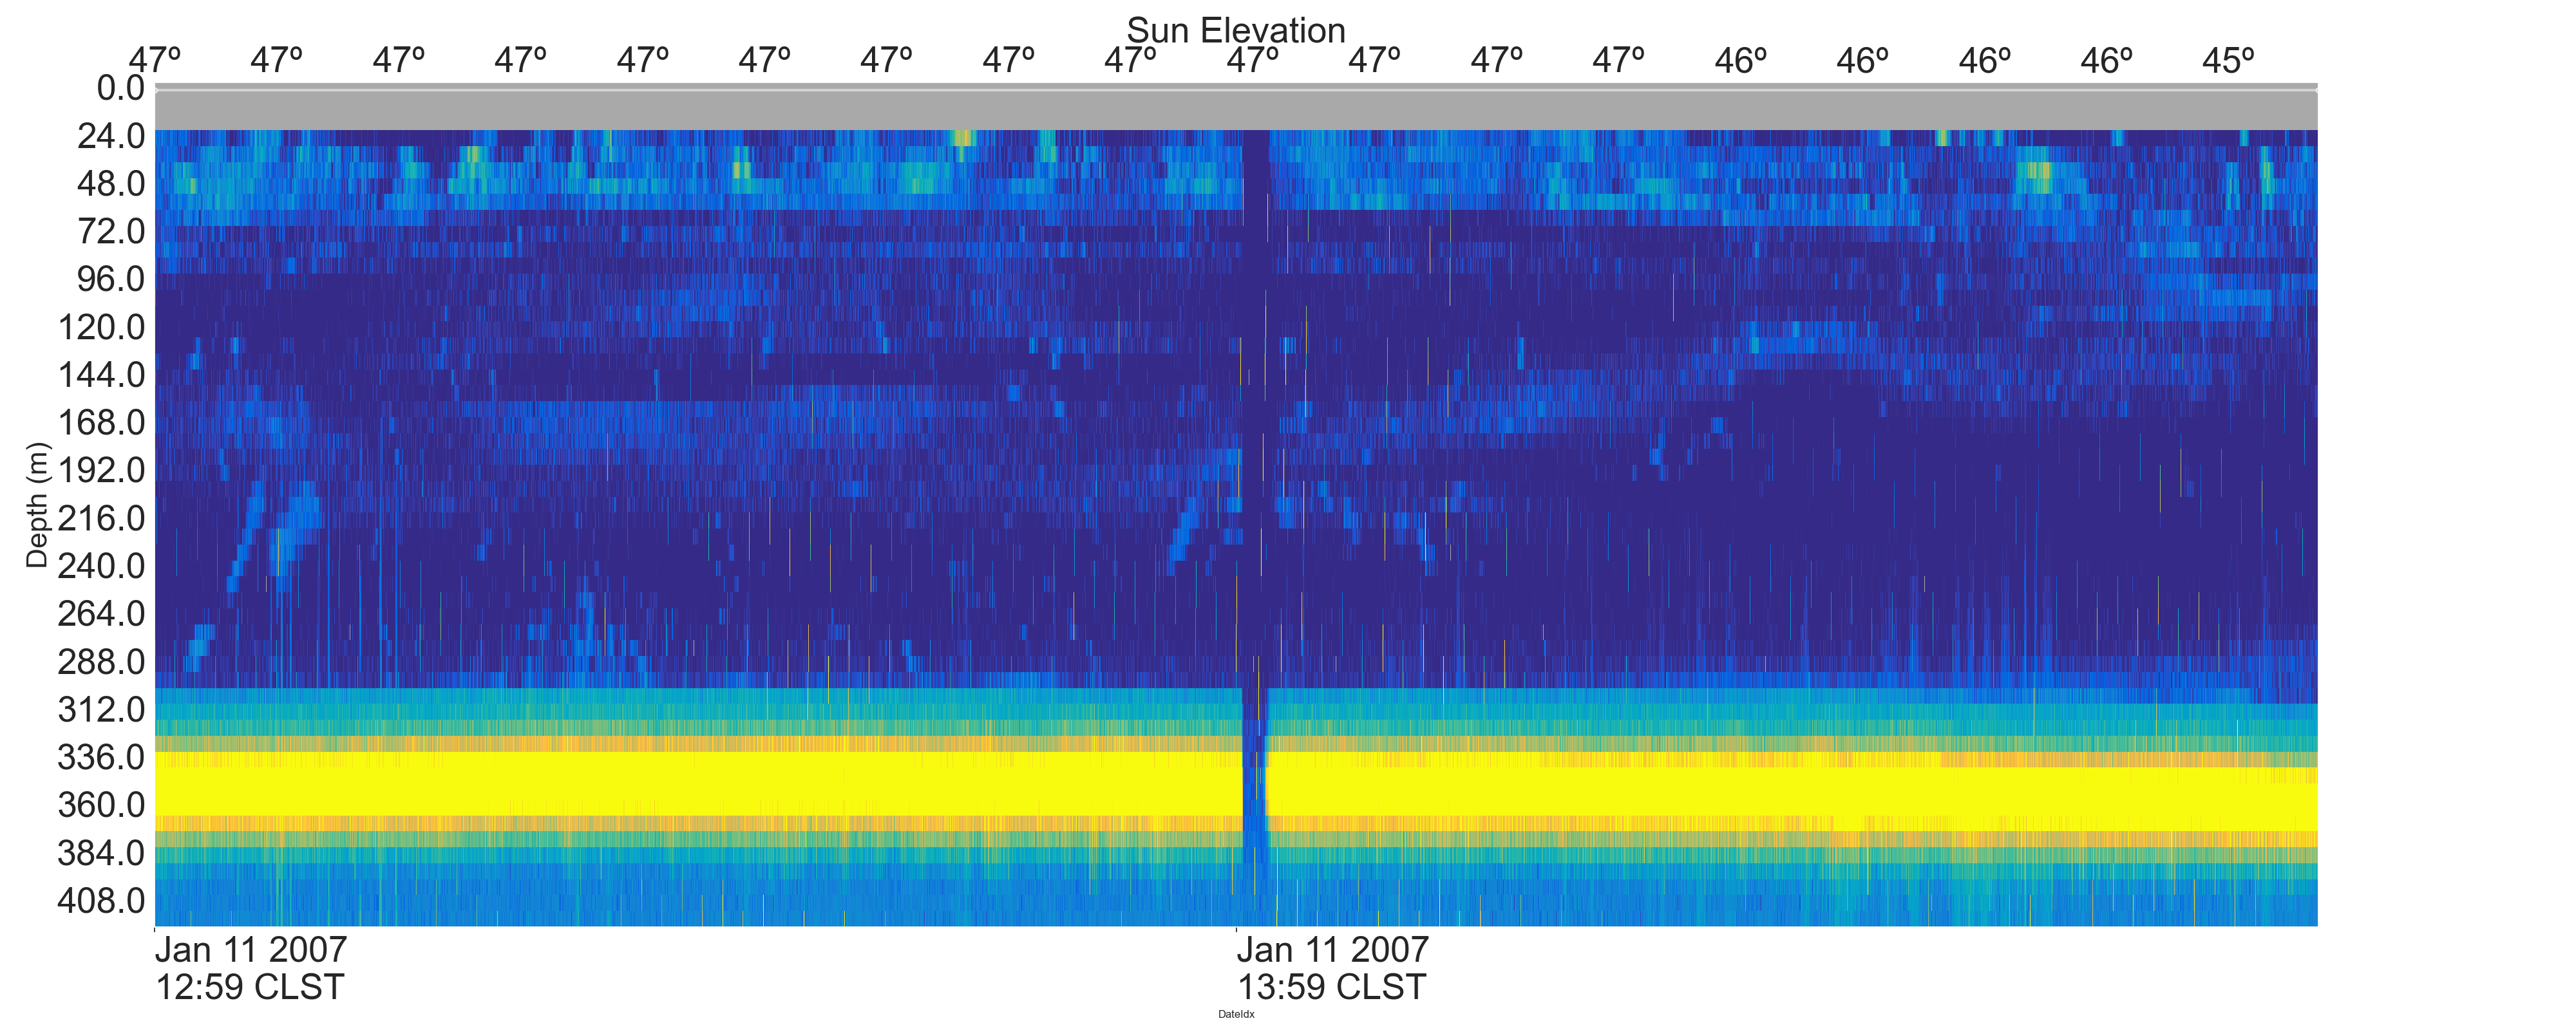 Sun Elevation
47º 47º 47º 47º 47º 47º 47º 47º 47º 47º 47º 47º 47º 46º 46º 46º 46º 45º
0.0
24.0
48.0
72.0
96.0
120.0
144.0
168.0
192.0
216.0
240.0
264.0
288.0
312.0
336.0
360.0
384.0
408.0
Depth (m)
Jan 11 2007
12:59 CLST
Jan 11 2007
13:59 CLST
DateIdx